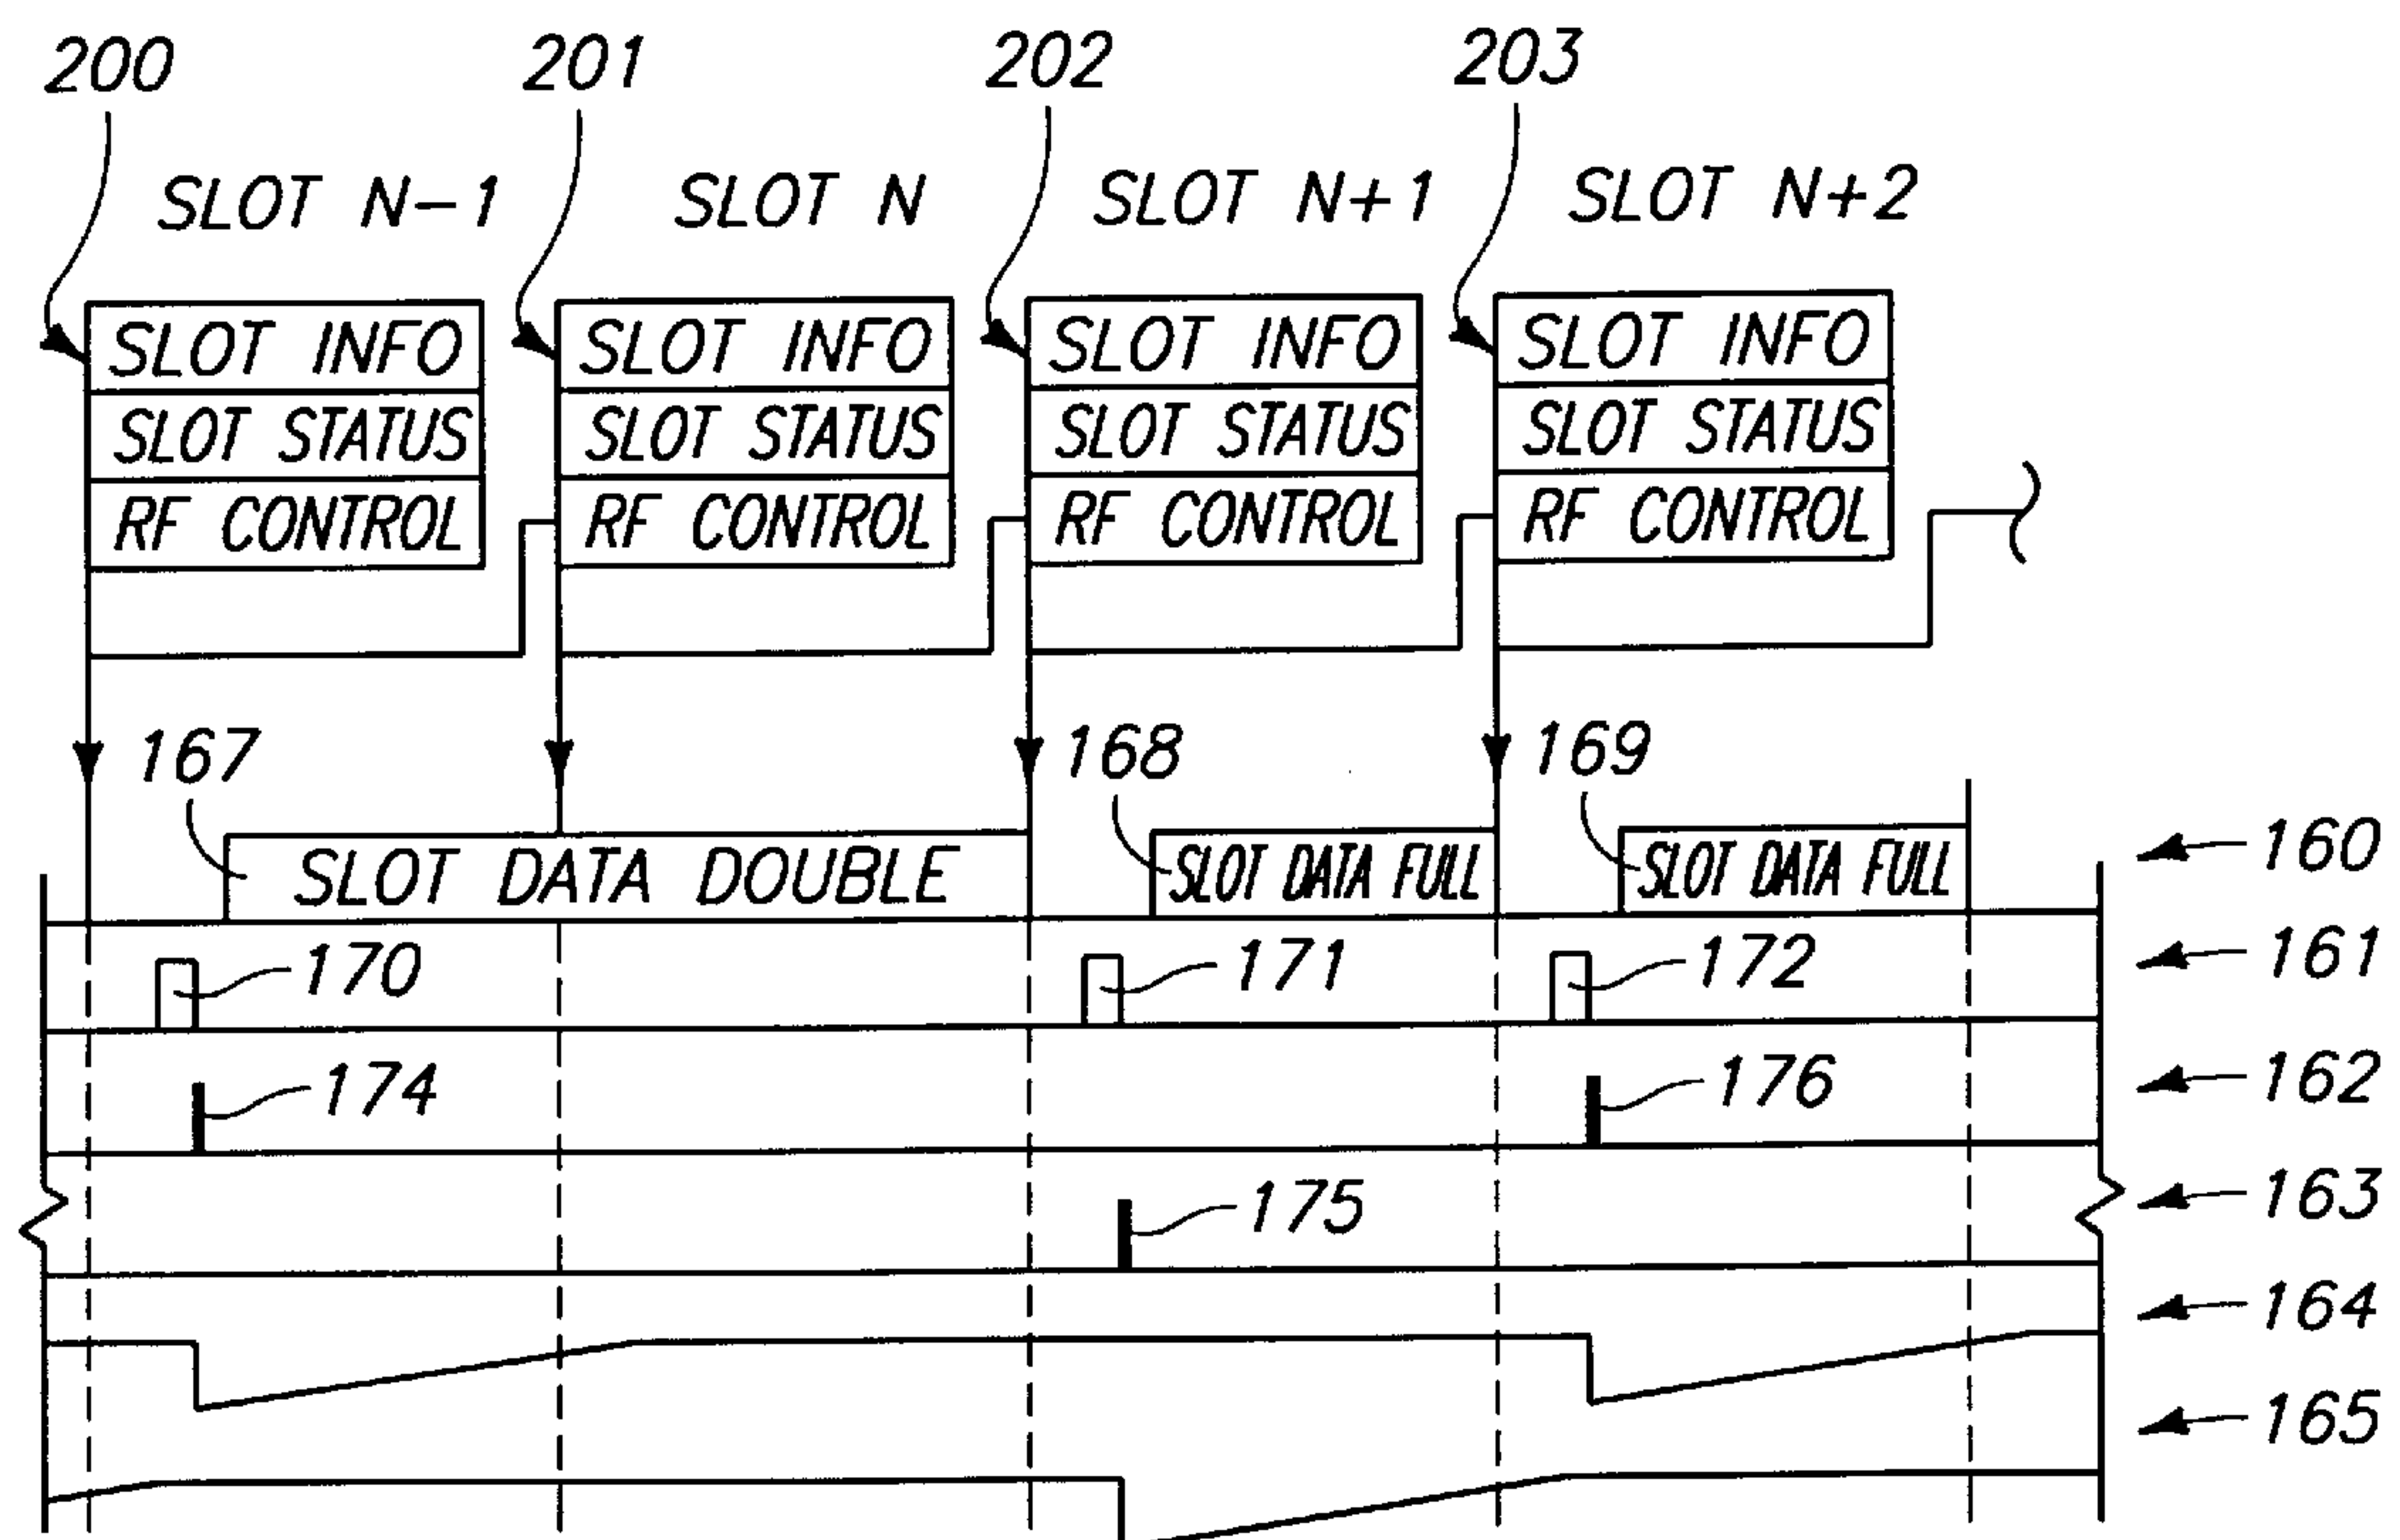 200 201 202 203
SLOT N-1 SLOT N SLOT N+1 SLOT N+2
SLOT INFO SLOT INFO SLOT INFO SLOT INFO
SLOT STATUS SLOT STATUS SLOT STATUS SLOT STATUS
RF CONTROL RF CONTROL RF CONTROL RF CONTROL
167 168 169
SLOT DATA DOUBLE SLOT DATA FULL SLOT DATA FULL 160
170 171 172 161
174 176 162
175 163
164
165